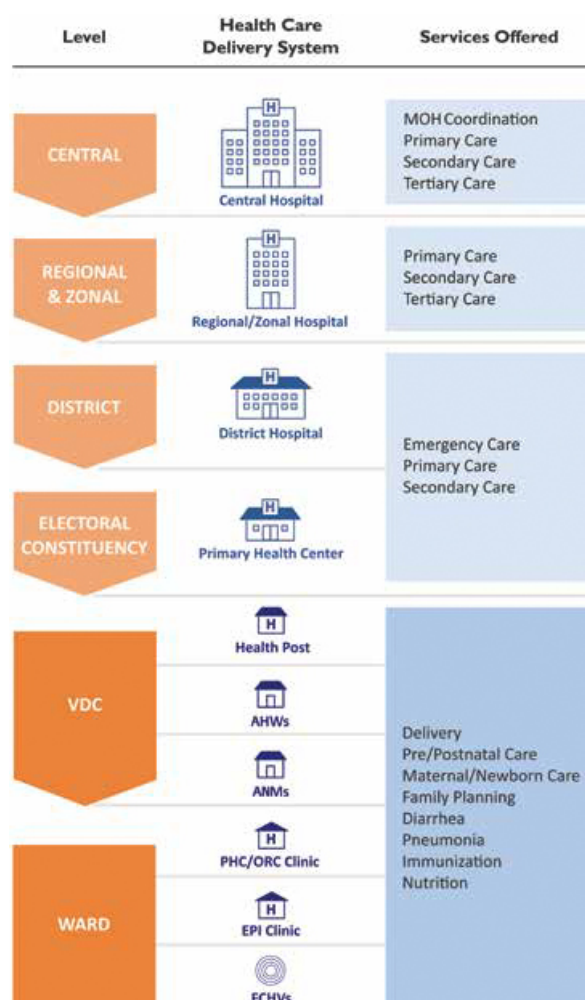 Level
Health Care
Delivery System
Services Offered
CENTRAL
H
Central Hospital
MOH Coordination
Primary Care
Secondary Care
Tertiary Care
REGIONAL
& ZONAL
H
Regional/Zonal Hospital
Primary Care
Secondary Care
Tertiary Care
DISTRICT
H
District Hospital
Emergency Care
Primary Care
Secondary Care
ELECTORAL
CONSTITUENCY
H
Primary Health Center
VDC
H
Health Post
AHWs
ANMs
Delivery
Pre/Postnatal Care
Maternal/Newborn Care
Family Planning
Diarrhea
Pneumonia
Immunization
Nutrition
WARD
H
PHC/ORC Clinic
H
EPI Clinic
FCHVs